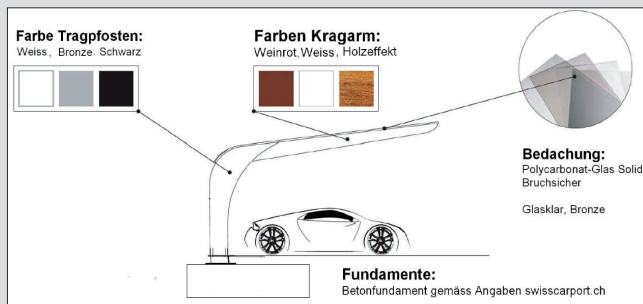 Farbe Tragpfosten:
Weiss, Bronze, Schwarz
Farben Kragarm:
Weinrot, Weiss, Holzeffekt
Bedachung:
Polycarbonat-Glas Solid
Bruchsicher
Glasklar, Bronze
Fundamente:
Betonfundament gemäss Angaben swisscarport.ch